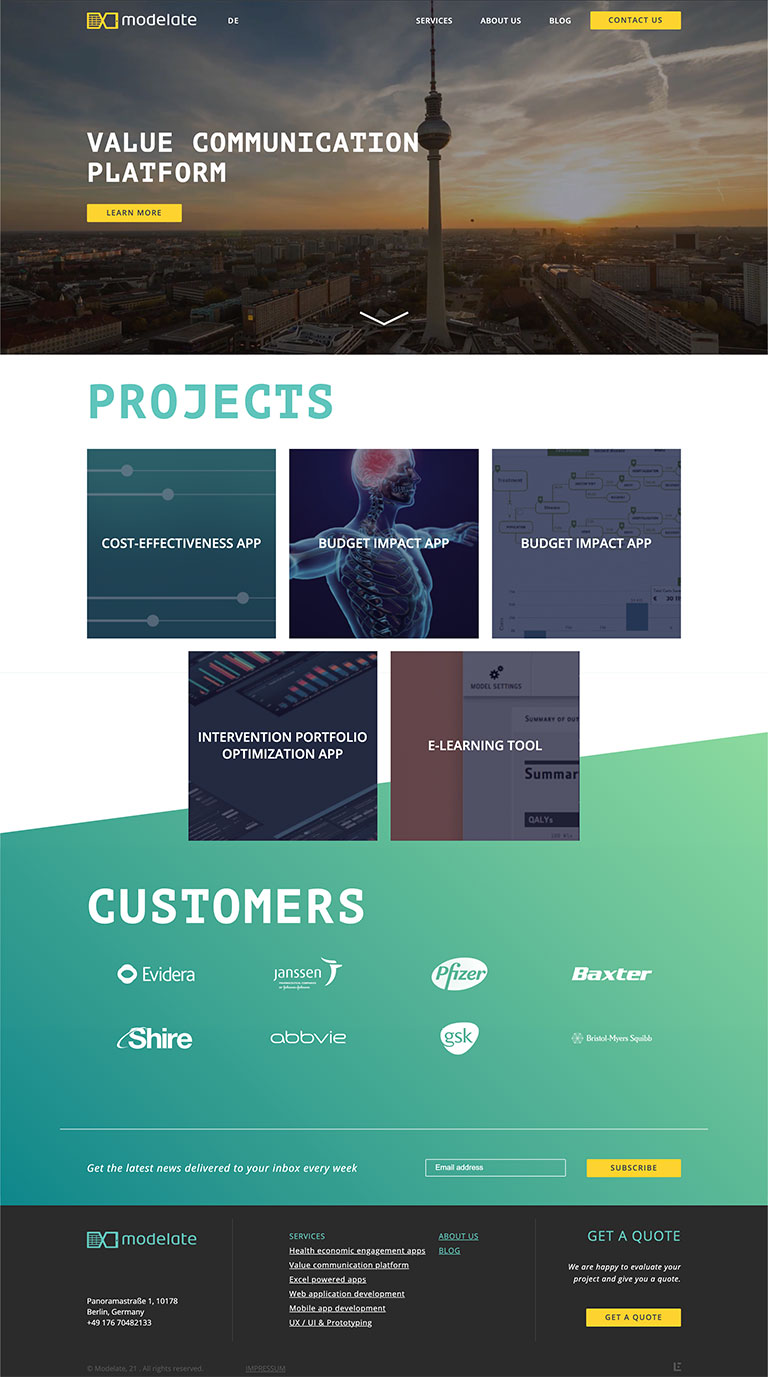 modelate
DE
SERVICES
ABOUT US
BLOG
CONTACT US
VALUE COMMUNICATION
PLATFORM
LEARN MORE
PROJECTS
COST-EFFECTIVENESS APP
BUDGET IMPACT APP
BUDGET IMPACT APP
INTERVENTION PORTFOLIO
OPTIMIZATION APP
MODEL SETTINGS
SUMMARY OF OUT
E-LEARNING TOOL
Summar
QALYs
CUSTOMERS
Evidera
janssen
Pfizer
Baxter
Shire
abbvie
gsk
Bristol-Myers Squibb
Get the latest news delivered to your inbox every week
Email address
SUBSCRIBE
modelate
Panoramastraße 1, 10178
Berlin, Germany
+49 176 70482133
SERVICES
Health economic engagement apps
Value communication platform
Excel powered apps
Web application development
Mobile app development
UX / UI & Prototyping
ABOUT US
BLOG
GET A QUOTE
We are happy to evaluate your
project and give you a quote.
GET A QUOTE
© Modelate, 21 . All rights reserved.
IMPRESSUM